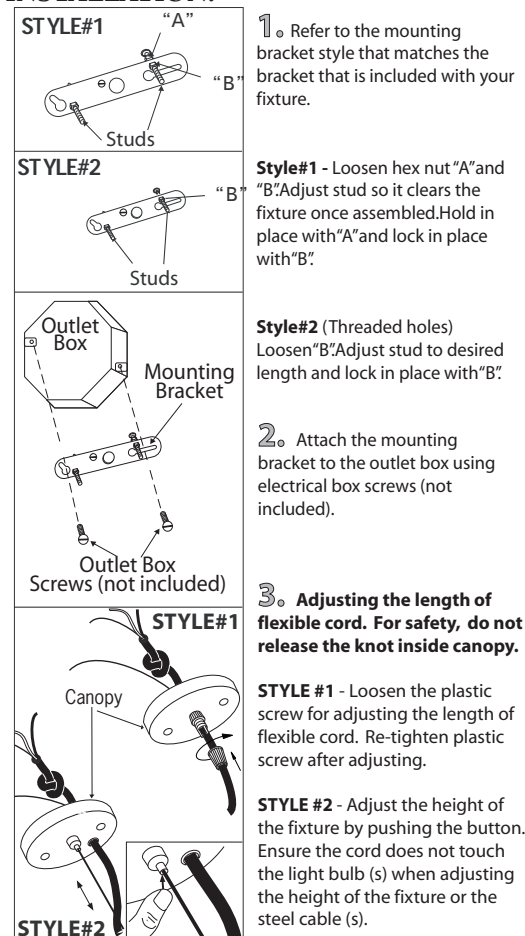 STYLE#1
“A”
“B”
Studs
STYLE#2
“B”
Studs
Outlet
Box
Mounting
Bracket
Outlet Box
Screws (not included)
STYLE#1
Canopy
STYLE#2
1. Refer to the mounting
bracket style that matches the
bracket that is included with your
fixture.
Style#1 - Loosen hex nut “A”and
“B”.Adjust stud so it clears the
fixture once assembled.Hold in
place with“A”and lock in place
with“B”.
Style#2 (Threaded holes)
Loosen“B”.Adjust stud to desired
length and lock in place with“B”.
2. Attach the mounting
bracket to the outlet box using
electrical box screws (not
included).
3. Adjusting the length of
flexible cord. For safety, do not
release the knot inside canopy.
STYLE #1 - Loosen the plastic
screw for adjusting the length of
flexible cord. Re-tighten plastic
screw after adjusting.
STYLE #2 - Adjust the height of
the fixture by pushing the button.
Ensure the cord does not touch
the light bulb (s) when adjusting
the height of the fixture or the
steel cable (s).